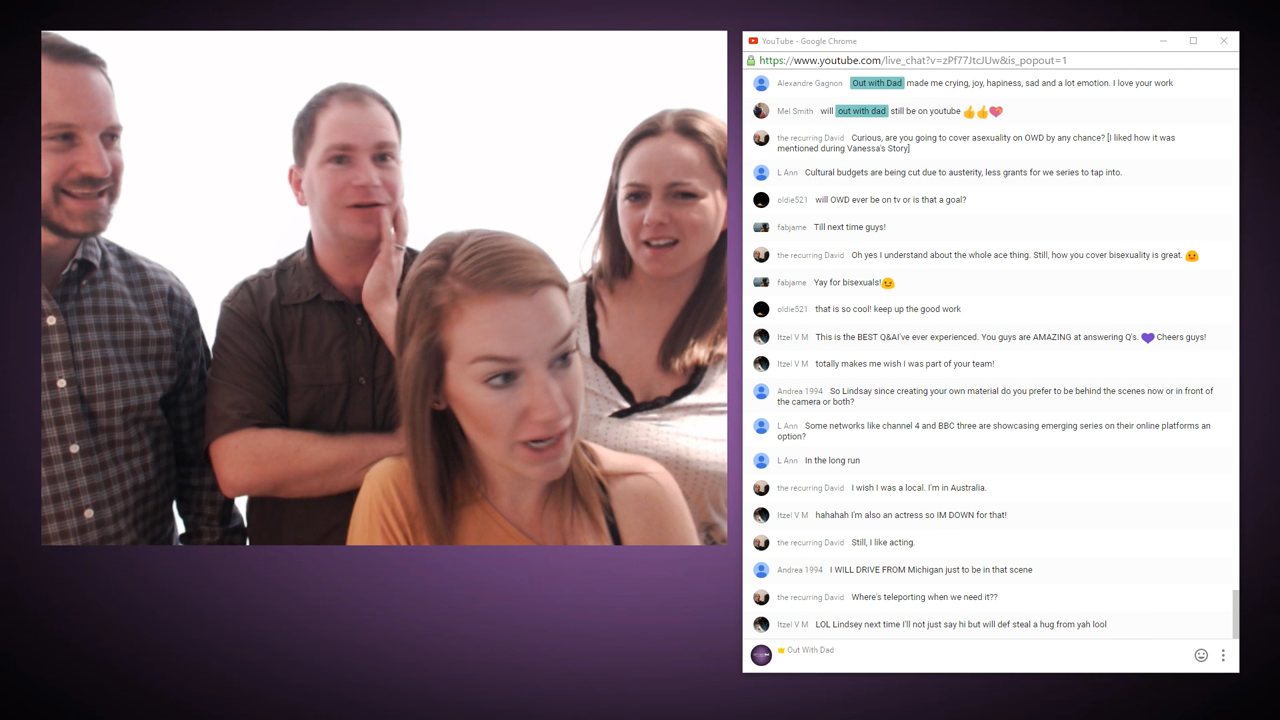 YouTube - Google Chrome
https://www.youtube.com/live_chat?v=zPf77JtcJUw&is_popout=1
Alexandre Gagnon Out with Dad made me crying, joy, hapiness, sad and a lot emotion. I love your work
Mel Smith will out with dad still be on youtube 👍👍💖
the recurring David Curious, are you going to cover asexuality on OWD by any chance? [I liked how it was
mentioned during Vanessa's Story]
L Ann Cultural budgets are being cut due to austerity, less grants for we series to tap into.
oldie521 will OWD ever be on tv or is that a goal?
fabjame Till next time guys!
the recurring David Oh yes I understand about the whole ace thing. Still, how you cover bisexuality is great. 🙂
fabjame Yay for bisexuals!😉
oldie521 that is so cool! keep up the good work
Itzel V M This is the BEST Q&AI've ever experienced. You guys are AMAZING at answering Q's. 💜 Cheers guys!
Itzel V M totally makes me wish I was part of your team!
Andrea 1994 So Lindsay since creating your own material do you prefer to be behind the scenes now or in front of
the camera or both?
L Ann Some networks like channel 4 and BBC three are showcasing emerging series on their online platforms an
option?
L Ann In the long run
the recurring David I wish I was a local. I'm in Australia.
Itzel V M hahahah I'm also an actress so IM DOWN for that!
the recurring David Still, I like acting.
Andrea 1994 I WILL DRIVE FROM Michigan just to be in that scene
the recurring David Where's teleporting when we need it??
Itzel V M LOL Lindsey next time I'll not just say hi but will def steal a hug from yah lool
Out With Dad